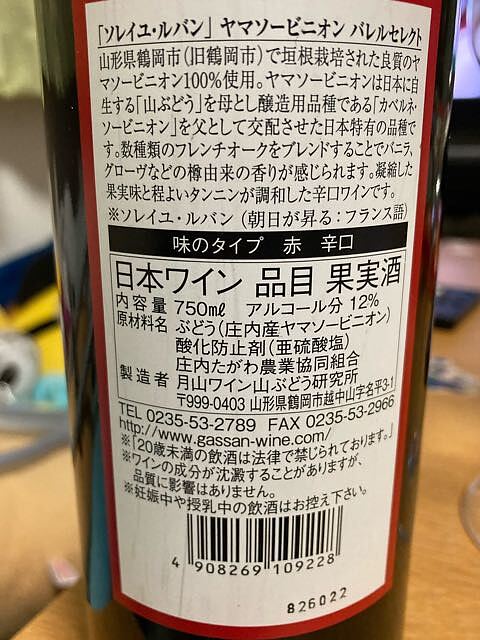 「ソレイユ・ルバン」 ヤマソービニオン バレルセレクト
山形県鶴岡市(旧鶴岡市)で垣根栽培された良質のヤ
マソービニオン100%使用。ヤマソービニオンは日本に自
生する「山ぶどう」を母とし醸造用品種である「カベルネ・
ソービニオン」を父として交配させた日本特有の品種で
す。数種類のフレンチオークをブレンドすることでバニラ、
グローヴなどの樽由来の香りが感じられます。凝縮した
果実味と程よいタンニンが調和した辛口ワインです。
※ソレイユ・ルバン (朝日が昇る:フランス語)
味のタイプ 赤 辛口
日本ワイン 品目 果実酒
内容量 750mℓ アルコール分 12%
原材料名 ぶどう(庄内産ヤマソービニオン)
酸化防止剤(亜硫酸塩)
庄内たがわ農業協同組合
製造者 月山ワイン山ぶどう研究所
〒999-0403 山形県鶴岡市越中山字名平3-1
TEL 0235-53-2789 FAX 0235-53-2966
http://www.gassan-wine.com/
※「20歳未満の飲酒は法律で禁じられております。」
※ワインの成分が沈澱することがありますが、
品質に影響はありません。
※妊娠中や授乳中の飲酒はお控え下さい。
4 908269 109228
826022